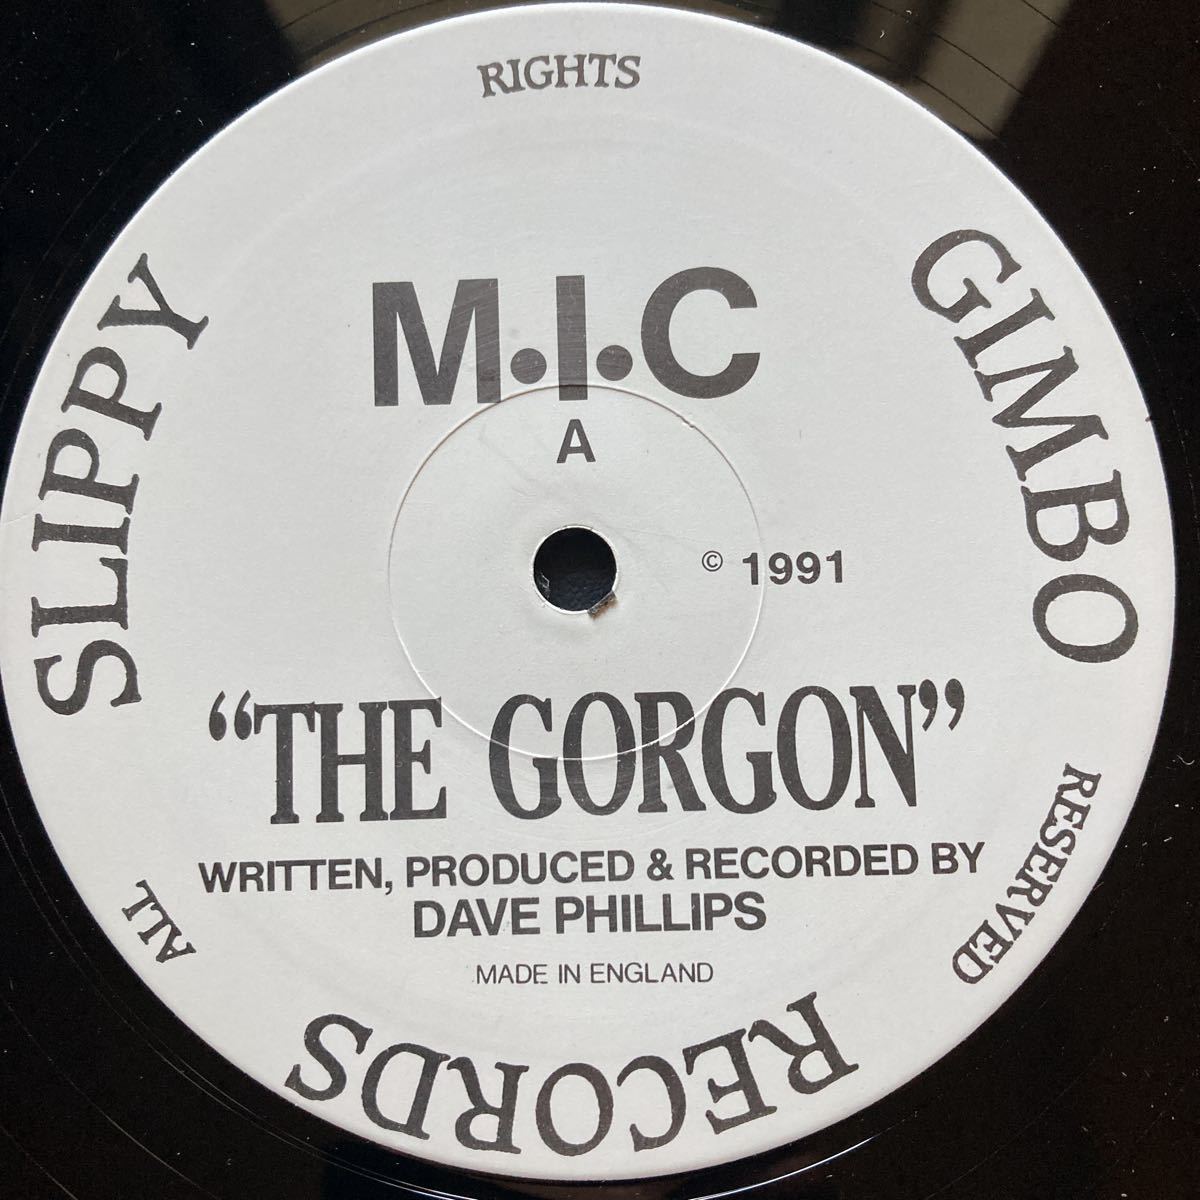 SLIPPY GIMBO RECORDS
ALL RIGHTS RESERVED
M•I•C
A
© 1991
“THE GORGON”
WRITTEN, PRODUCED & RECORDED BY
DAVE PHILLIPS
MADE IN ENGLAND